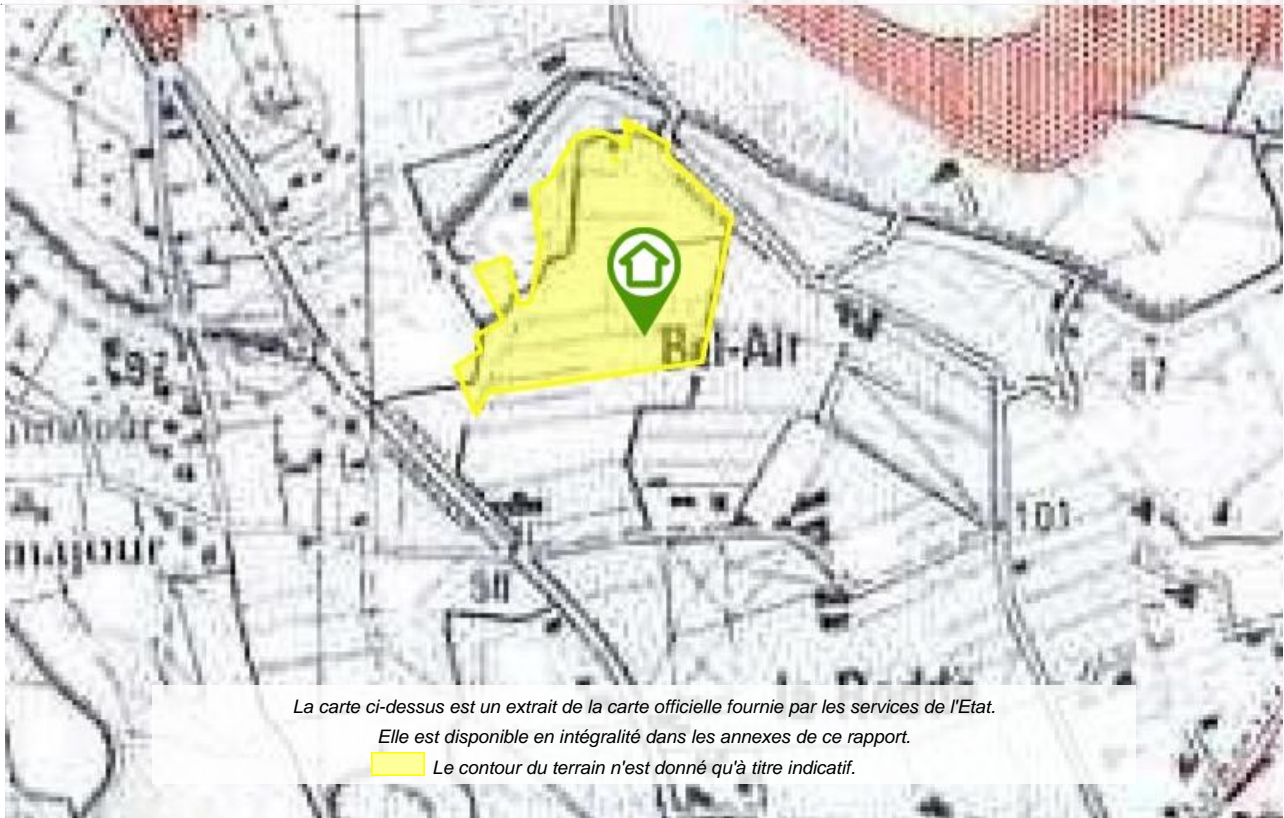 Bel-Air
87
101
La carte ci-dessus est un extrait de la carte officielle fournie par les services de l'Etat.
Elle est disponible en intégralité dans les annexes de ce rapport.
Le contour du terrain n'est donné qu'à titre indicatif.